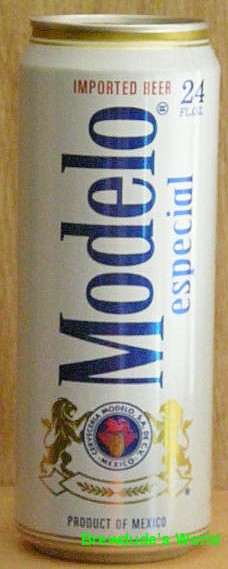 IMPORTED BEER
24
FL.OZ
Modelo®
especial
CERVECERIA MODELO, S.A. DE C.V.
MEXICO
®
PRODUCT OF MEXICO
Brewdude's World